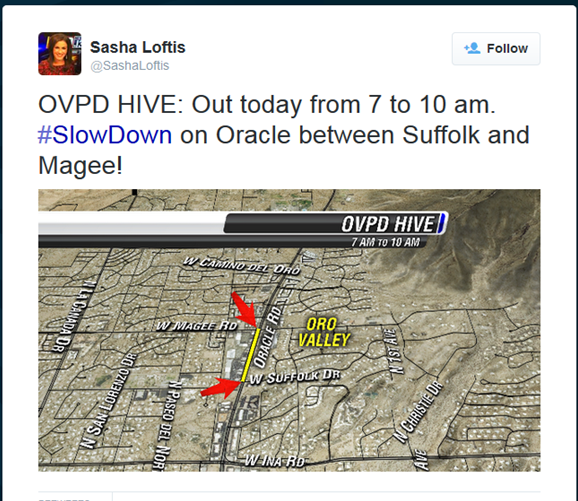 Sasha Loftis
@SashaLoftis
Follow
OVPD HIVE: Out today from 7 to 10 am.
#SlowDown on Oracle between Suffolk and
Magee!
OVPD HIVE
7 AM TO 10 AM
W CAMINO DEL ORO
N LA CANADA DR
W MAGEE RD
ORACLE RD
ORO
VALLEY
N 1ST AVE
W SUFFOLK DR
N SAN LORENZO DR
N PASEO DEL NOR
N CHRISTIE DR
AVE
W INA RD